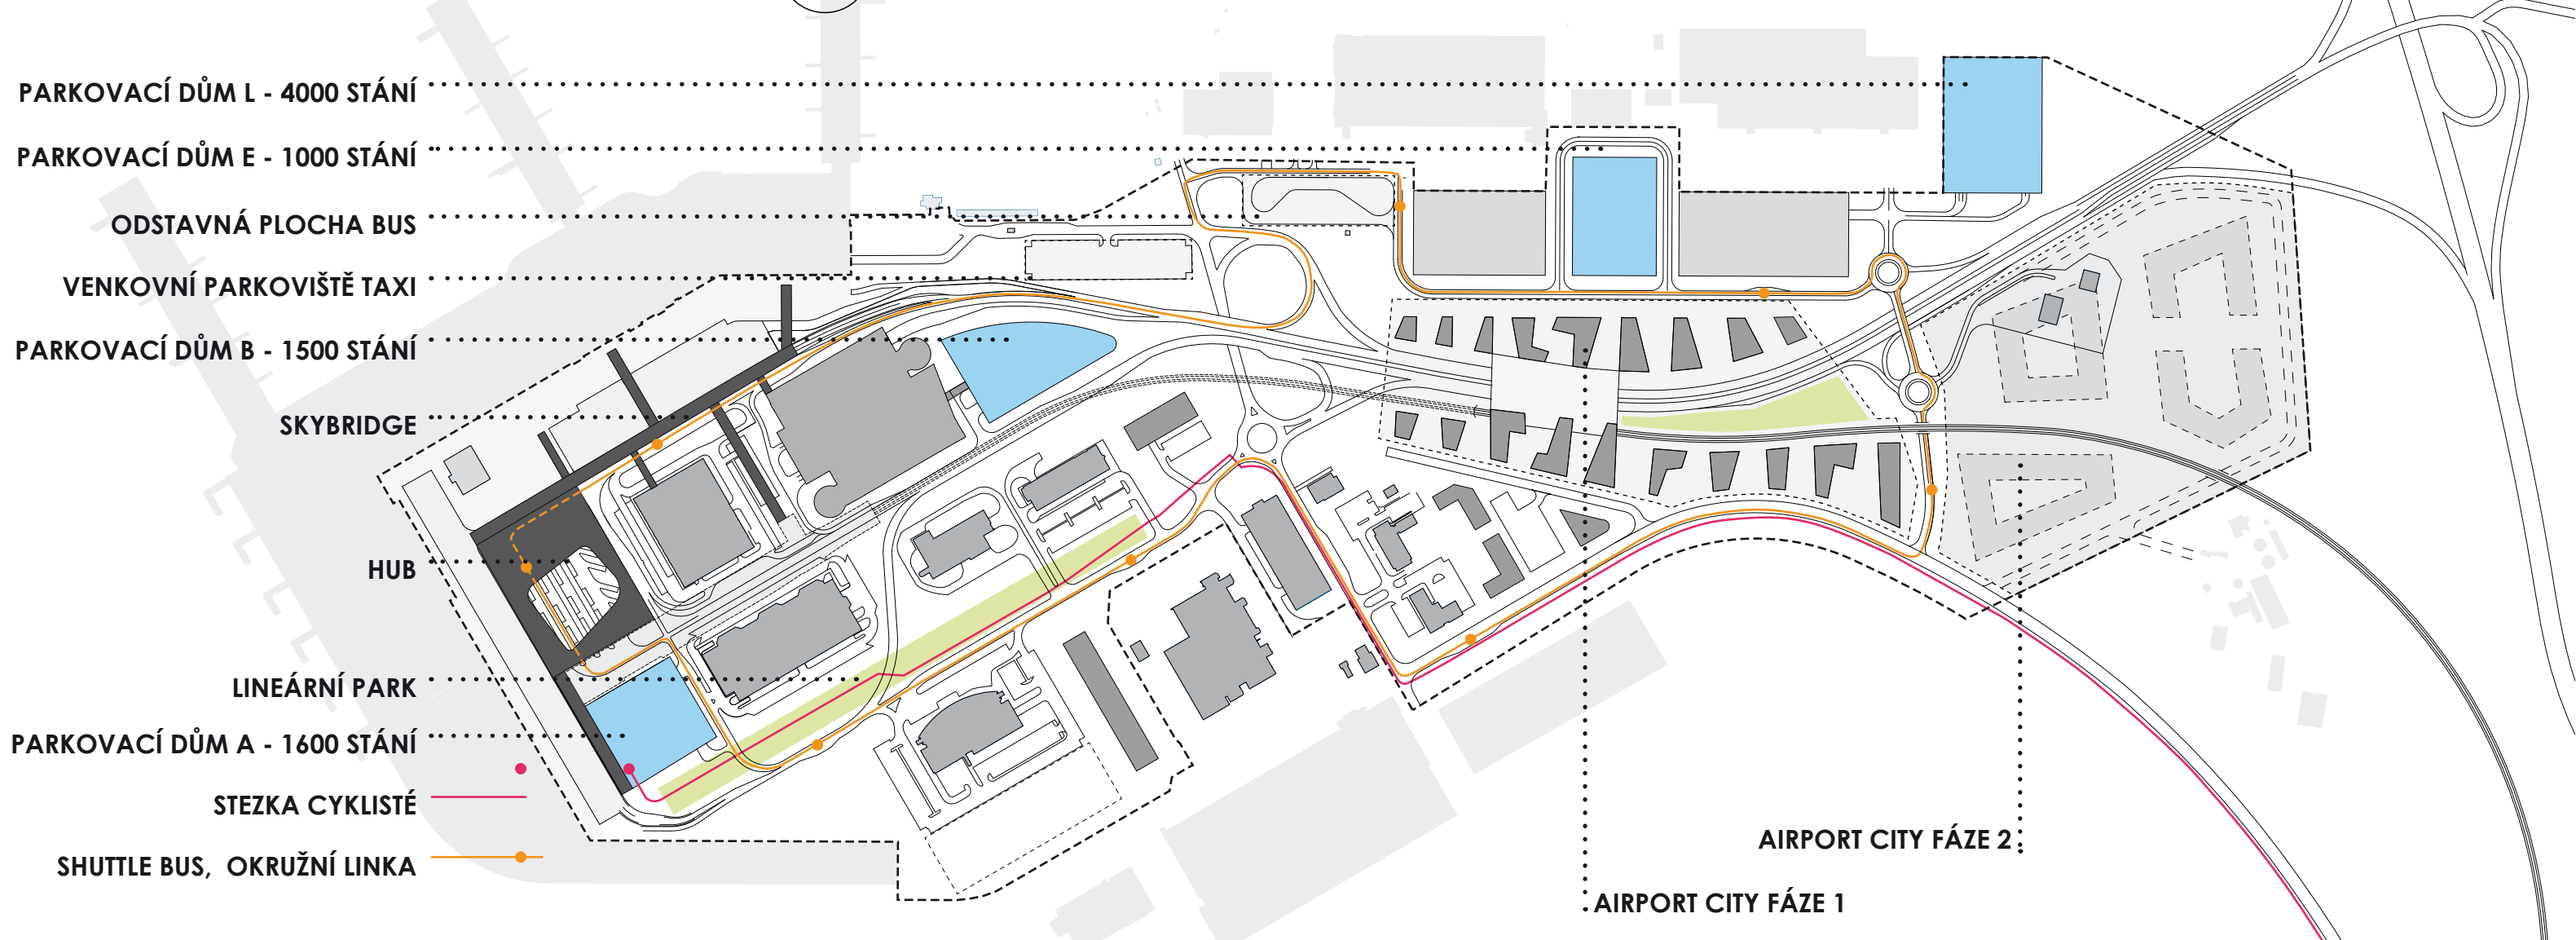 PARKOVACÍ DŮM L - 4000 STÁNÍ
PARKOVACÍ DŮM E - 1000 STÁNÍ
ODSTAVNÁ PLOCHA BUS
VENKOVNÍ PARKOVIŠTĚ TAXI
PARKOVACÍ DŮM B - 1500 STÁNÍ
SKYBRIDGE
HUB
LINEÁRNÍ PARK
PARKOVACÍ DŮM A - 1600 STÁNÍ
STEZKA CYKLISTÉ
SHUTTLE BUS, OKRUŽNÍ LINKA
AIRPORT CITY FÁZE 2
AIRPORT CITY FÁZE 1